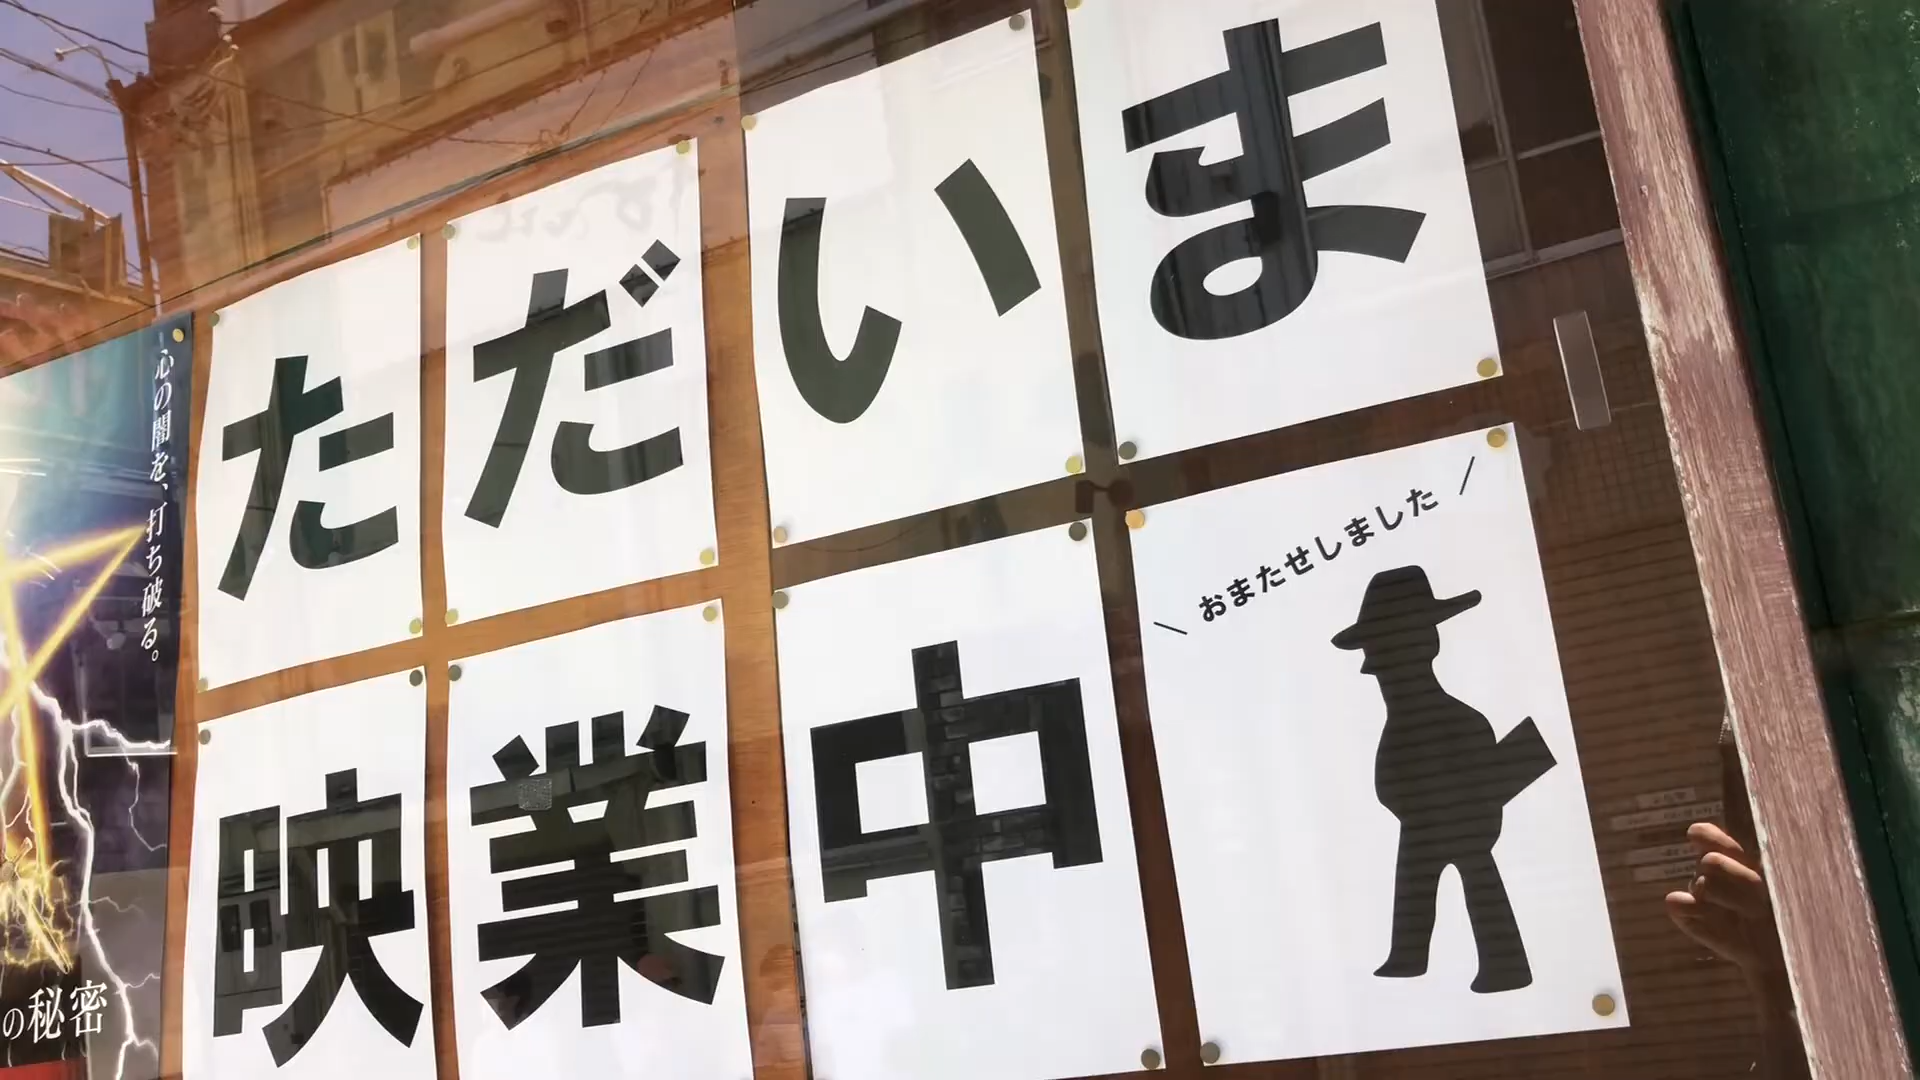 ただいま
映業中
おまたせしました
心の闇を、打ち破る。
の秘密